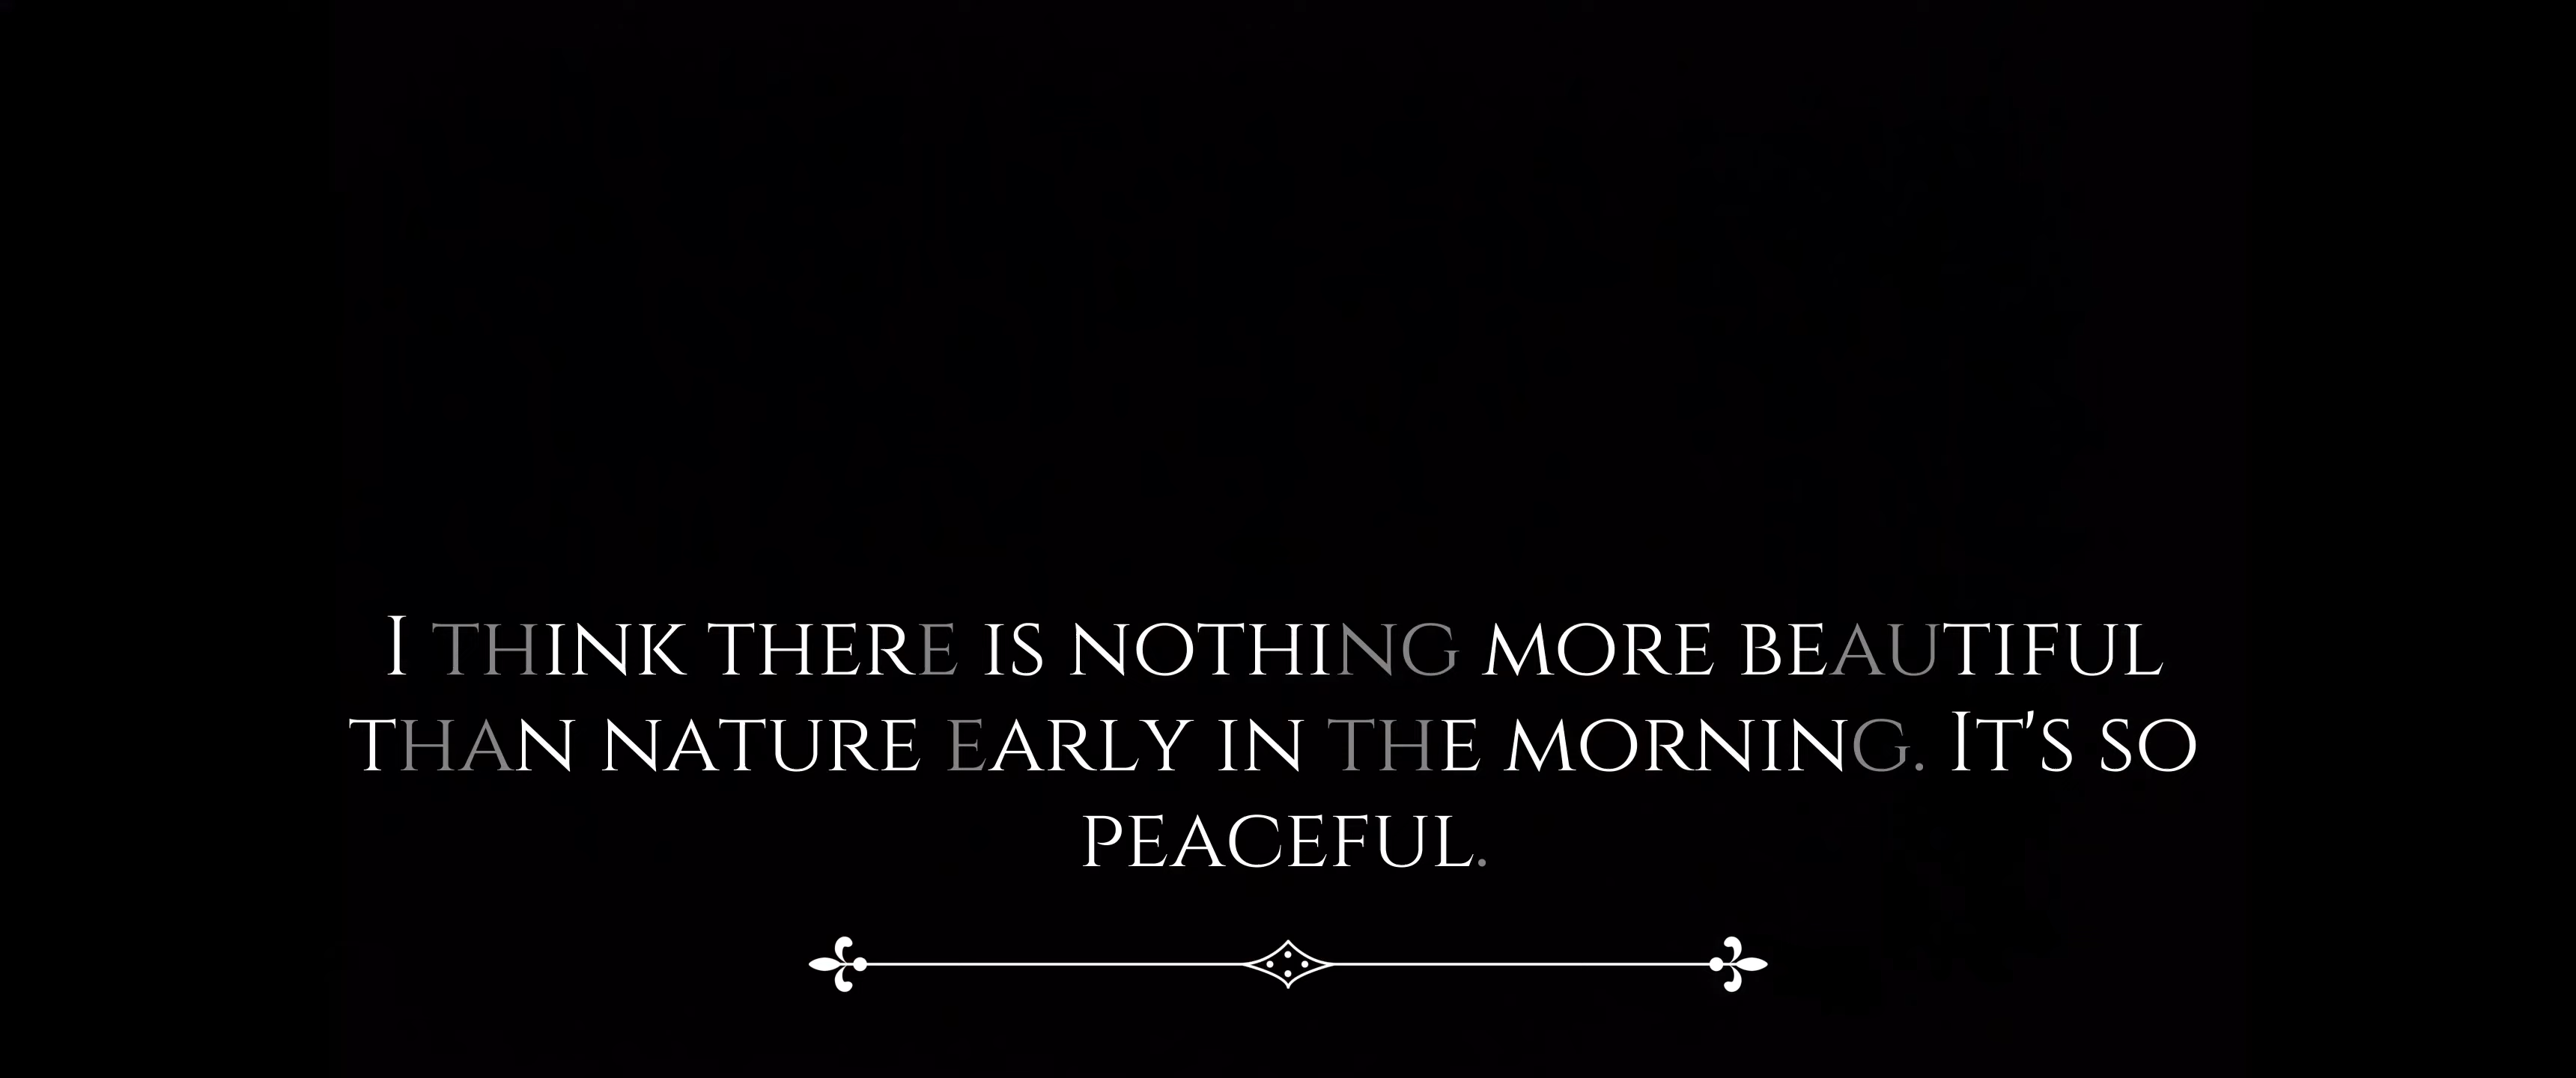 I THINK THERE IS NOTHING MORE BEAUTIFUL
THAN NATURE EARLY IN THE MORNING. IT'S SO
PEACEFUL.